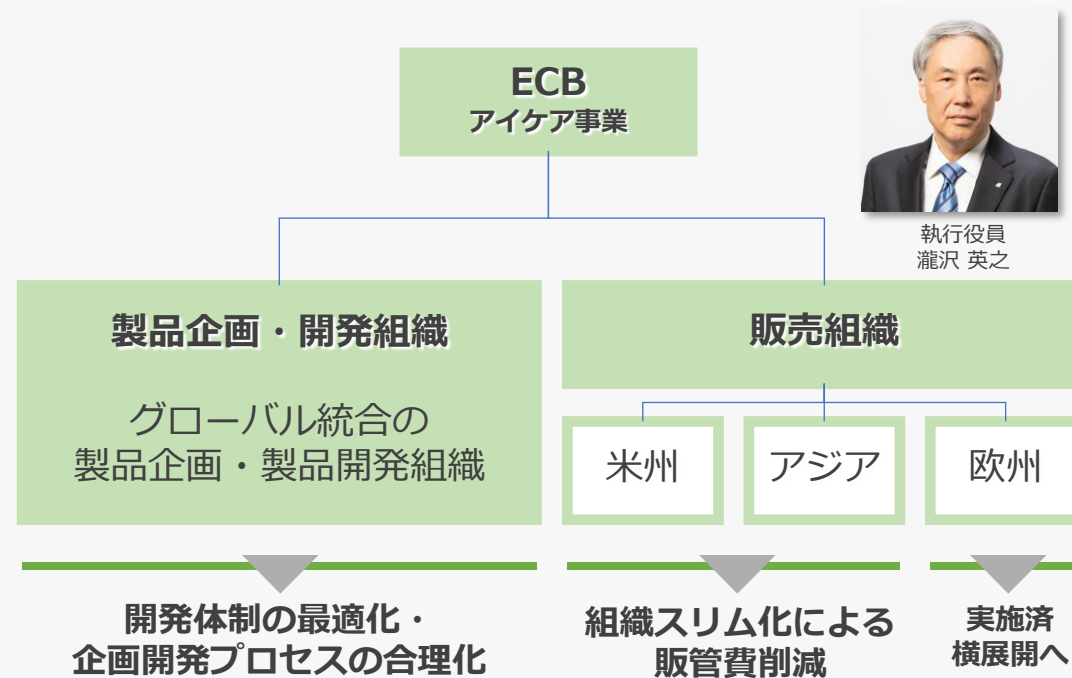 ECB
アイケア事業
執行役員
瀧沢 英之
製品企画・開発組織
グローバル統合の
製品企画・製品開発組織
販売組織
米州
アジア
欧州
開発体制の最適化・
企画開発プロセスの合理化
組織スリム化による
販管費削減
実施済
横展開へ